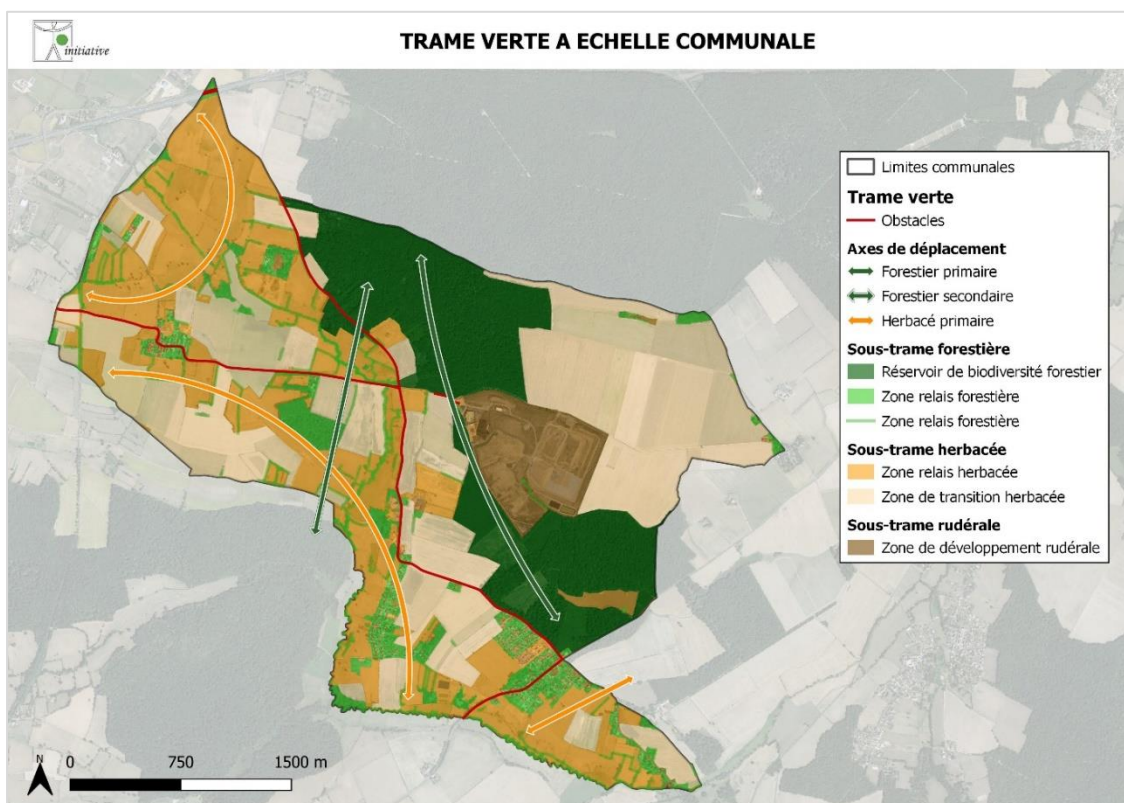 initiative
TRAME VERTE A ECHELLE COMMUNALE
Limites communales
Trame verte
Obstacles
Axes de déplacement
Forestier primaire
Forestier secondaire
Herbacé primaire
Sous-trame forestière
Réservoir de biodiversité forestier
Zone relais forestière
Zone relais forestière
Sous-trame herbacée
Zone relais herbacée
Zone de transition herbacée
Sous-trame rudérale
Zone de développement rudérale
N
0 750 1500 m